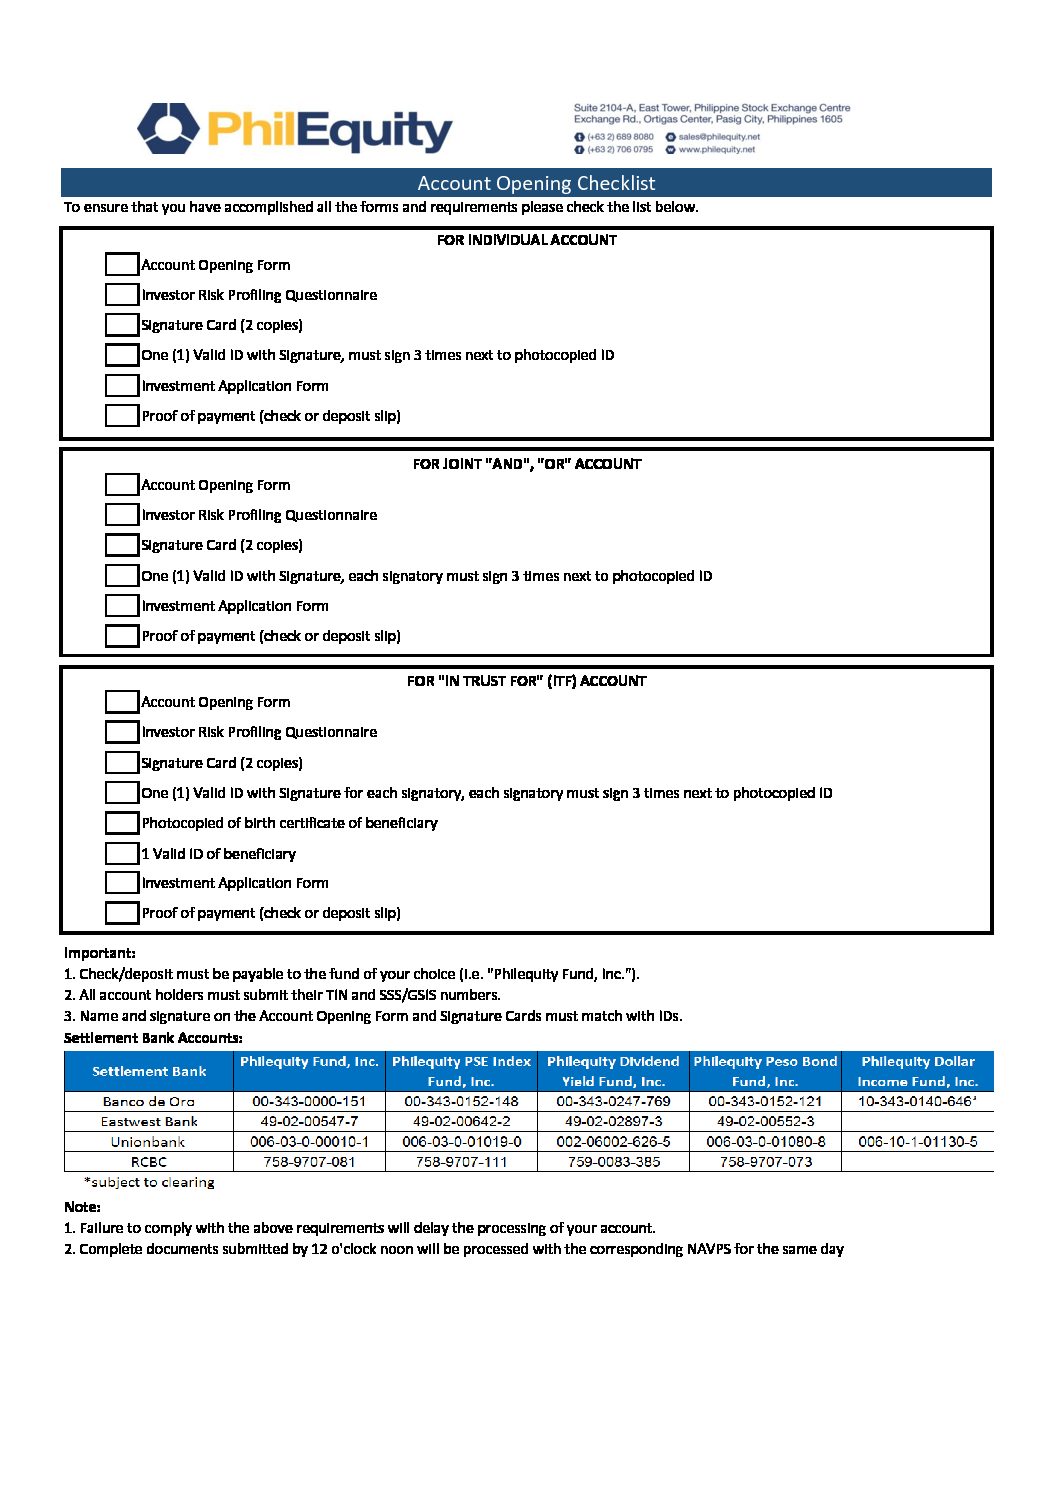 PhilEquity
Suite 2104-A, East Tower, Philippine Stock Exchange Centre
Exchange Rd., Ortigas Center, Pasig City, Philippines 1605
(+63 2) 689 8080 sales@philequity.net
(+63 2) 706 0795 www.philequity.net
Account Opening Checklist
To ensure that you have accomplished all the forms and requirements please check the list below.
FOR INDIVIDUAL ACCOUNT
Account Opening Form
Investor Risk Profiling Questionnaire
Signature Card (2 copies)
One (1) Valid ID with Signature, must sign 3 times next to photocopied ID
Investment Application Form
Proof of payment (check or deposit slip)
FOR JOINT "AND", "OR" ACCOUNT
Account Opening Form
Investor Risk Profiling Questionnaire
Signature Card (2 copies)
One (1) Valid ID with Signature, each signatory must sign 3 times next to photocopied ID
Investment Application Form
Proof of payment (check or deposit slip)
FOR "IN TRUST FOR" (ITF) ACCOUNT
Account Opening Form
Investor Risk Profiling Questionnaire
Signature Card (2 copies)
One (1) Valid ID with Signature for each signatory, each signatory must sign 3 times next to photocopied ID
Photocopied of birth certificate of beneficiary
1 Valid ID of beneficiary
Investment Application Form
Proof of payment (check or deposit slip)
Important:
1. Check/deposit must be payable to the fund of your choice (i.e. "Philequity Fund, Inc.").
2. All account holders must submit their TIN and SSS/GSIS numbers.
3. Name and signature on the Account Opening Form and Signature Cards must match with IDs.
Settlement Bank Accounts:
Settlement Bank Philequity Fund, Inc. Philequity PSE Index Fund, Inc. Philequity Dividend Yield Fund, Inc. Philequity Peso Bond Fund, Inc. Philequity Dollar Income Fund, Inc.
Banco de Oro 00-343-0000-151 00-343-0152-148 00-343-0247-769 00-343-0152-121 10-343-0140-646*
Eastwest Bank 49-02-00547-7 49-02-00642-2 49-02-02897-3 49-02-00552-3
Unionbank 006-03-0-00010-1 006-03-0-01019-0 002-06002-626-5 006-03-0-01080-8 006-10-1-01130-5
RCBC 758-9707-081 758-9707-111 759-0083-385 758-9707-073
*subject to clearing
Note:
1. Failure to comply with the above requirements will delay the processing of your account.
2. Complete documents submitted by 12 o'clock noon will be processed with the corresponding NAVPS for the same day